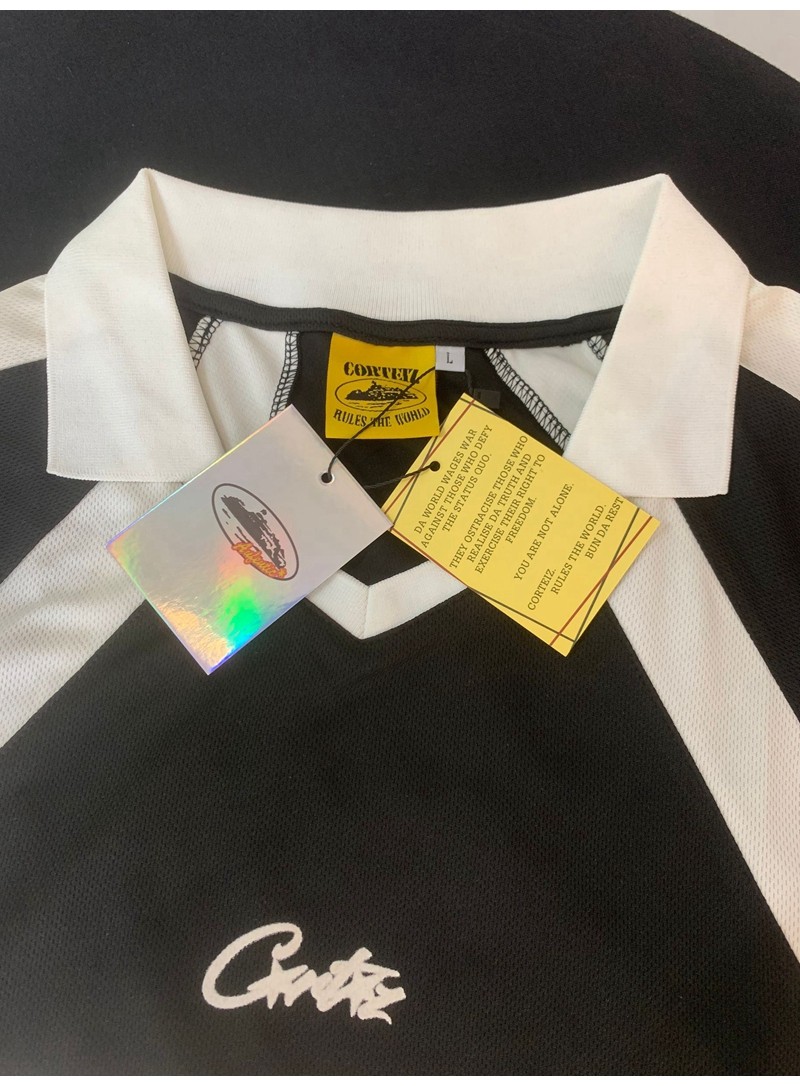 CORTEIZ
RULES THE WORLD
L
DA WORLD WAGES WAR
AGAINST THOSE WHO DEFY
THE STATUS QUO.
THEY OSTRACISE THOSE WHO
REALISE DA TRUTH AND
EXERCISE THEIR RIGHT TO
FREEDOM.
YOU ARE NOT ALONE.
CORTEIZ.
RULES THE WORLD.
BUN DA REST
Corteiz